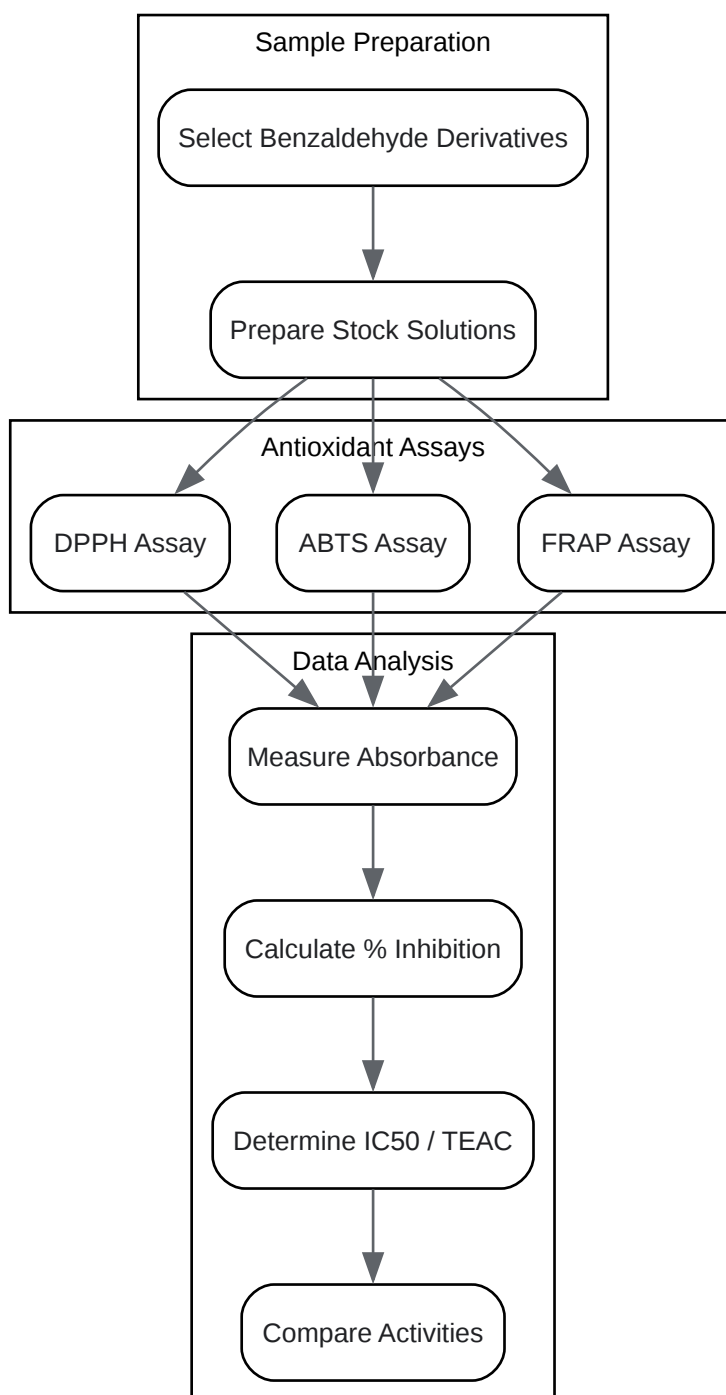 Sample Preparation
Select Benzaldehyde Derivatives
Prepare Stock Solutions
Antioxidant Assays
DPPH Assay
ABTS Assay
FRAP Assay
Data Analysis
Measure Absorbance
Calculate % Inhibition
Determine IC50 / TEAC
Compare Activities